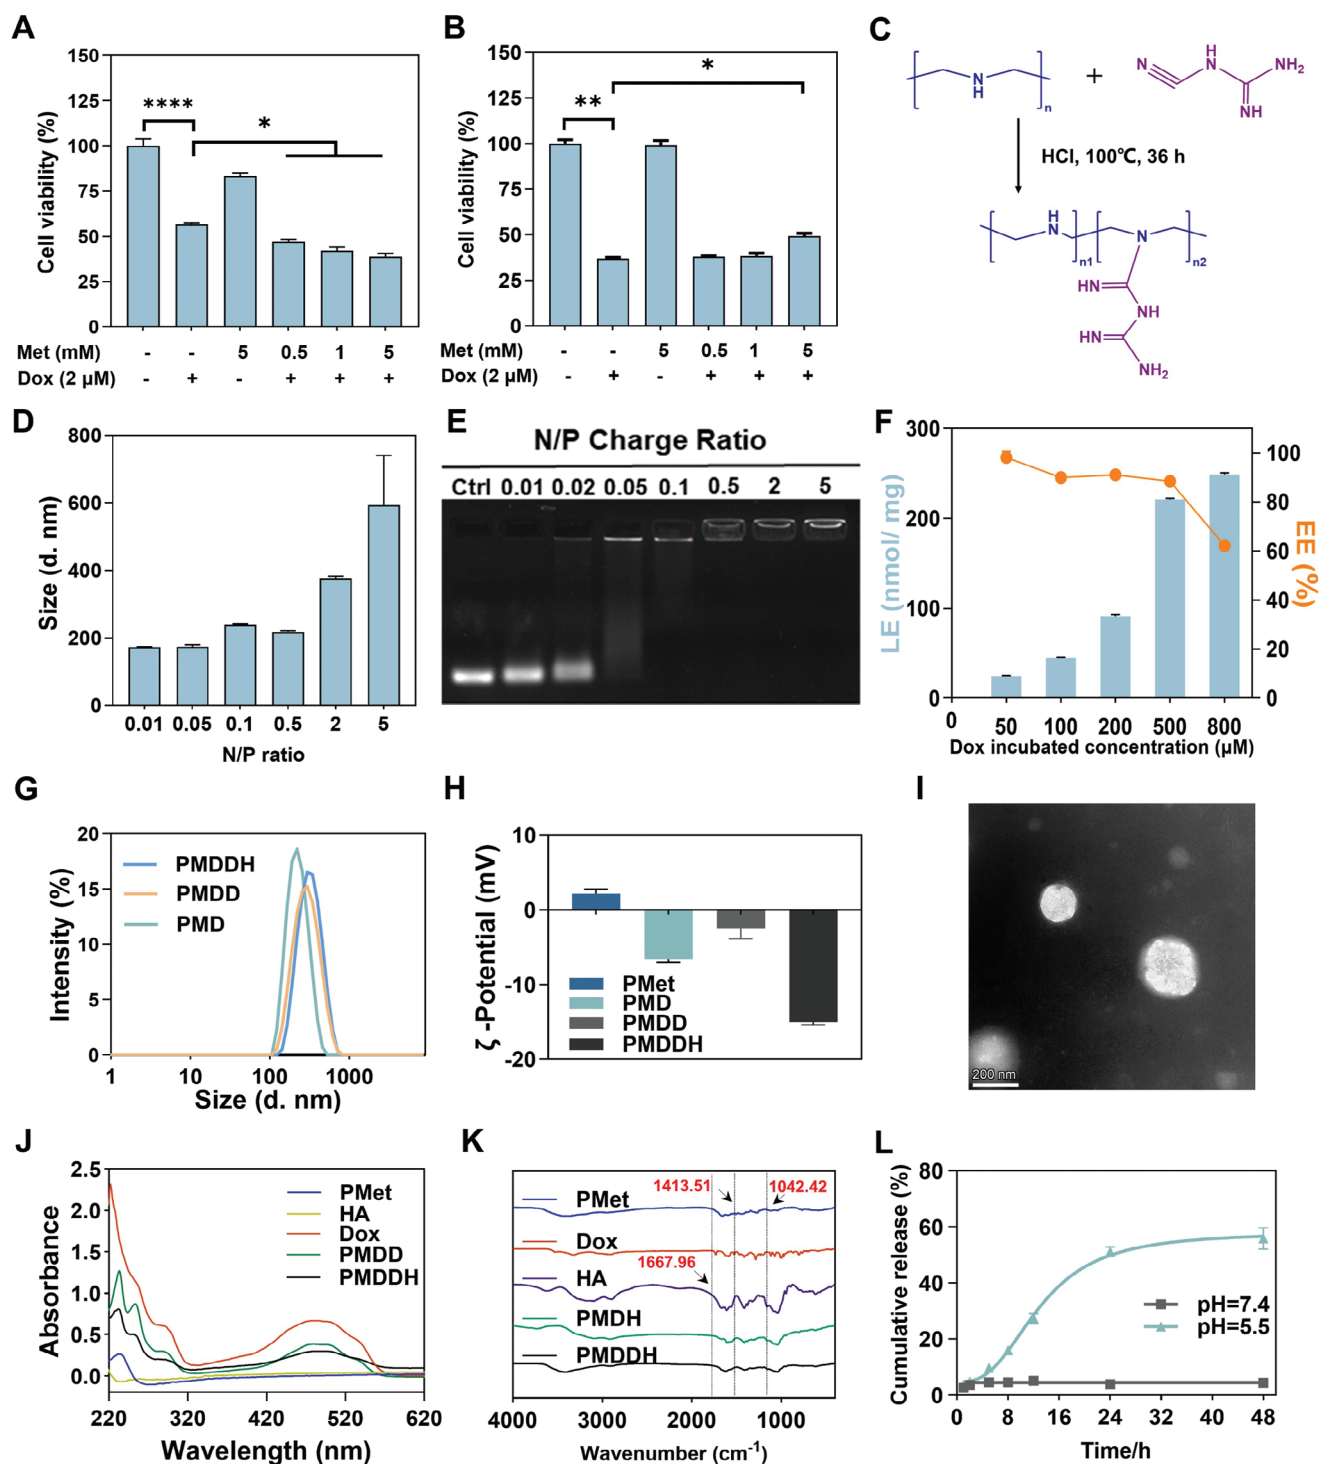 A
150
125
100
75
50
25
0
Cell viability (%)
****
*
Met (mM) - - 5 0.5 1 5
Dox (2 μM) - + - + + +
B
150
125
100
75
50
25
0
Cell viability (%)
**
*
Met (mM) - - 5 0.5 1 5
Dox (2 μM) - + - + + +
C
N H n
+
N H N NH2 NH
HCl, 100℃, 36 h
H N n1 N n2
HN NH
HN NH2
D
800
600
400
200
0
Size (d. nm)
0.01 0.05 0.1 0.5 2 5
N/P ratio
E
N/P Charge Ratio
Ctrl 0.01 0.02 0.05 0.1 0.5 2 5
F
300
200
100
0
LE (nmol/ mg)
100
80
60
40
20
0
EE (%)
0 50 100 200 500 800
Dox incubated concentration (μM)
G
20
15
10
5
0
Intensity (%)
PMDDH
PMDD
PMD
1 10 100 1000
Size (d. nm)
H
10
0
-10
-20
ζ -Potential (mV)
PMet
PMD
PMDD
PMDDH
I
200 nm
J
2.5
2.0
1.5
1.0
0.5
0.0
Absorbance
PMet
HA
Dox
PMDD
PMDDH
220 320 420 520 620
Wavelength (nm)
K
1413.51 1042.42
PMet
Dox
1667.96
HA
PMDH
PMDDH
4000 3000 2000 1000
Wavenumber (cm-1)
L
80
60
40
20
0
Cumulative release (%)
pH=7.4
pH=5.5
0 8 16 24 32 40 48
Time/h